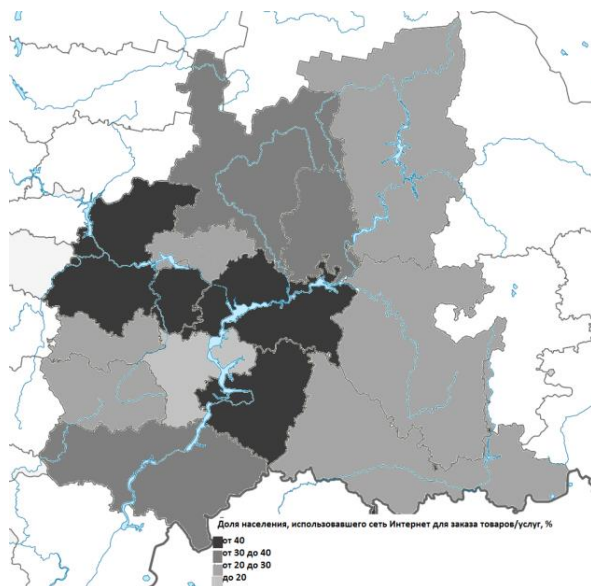 Доля населения, использовавшего сеть Интернет для заказа товаров/услуг, %
от 40
от 30 до 40
от 20 до 30
до 20